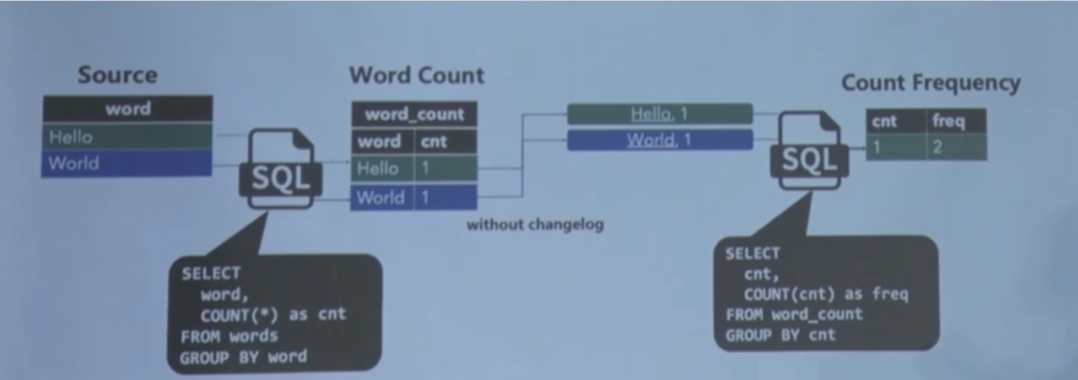 Source
word
Hello
World
SQL
SELECT
word,
COUNT(*) as cnt
FROM words
GROUP BY word
Word Count
word_count
word cnt
Hello 1
World 1
without changelog
Hello, 1
World, 1
SQL
SELECT
cnt,
COUNT(cnt) as freq
FROM word_count
GROUP BY cnt
Count Frequency
cnt freq
1 2